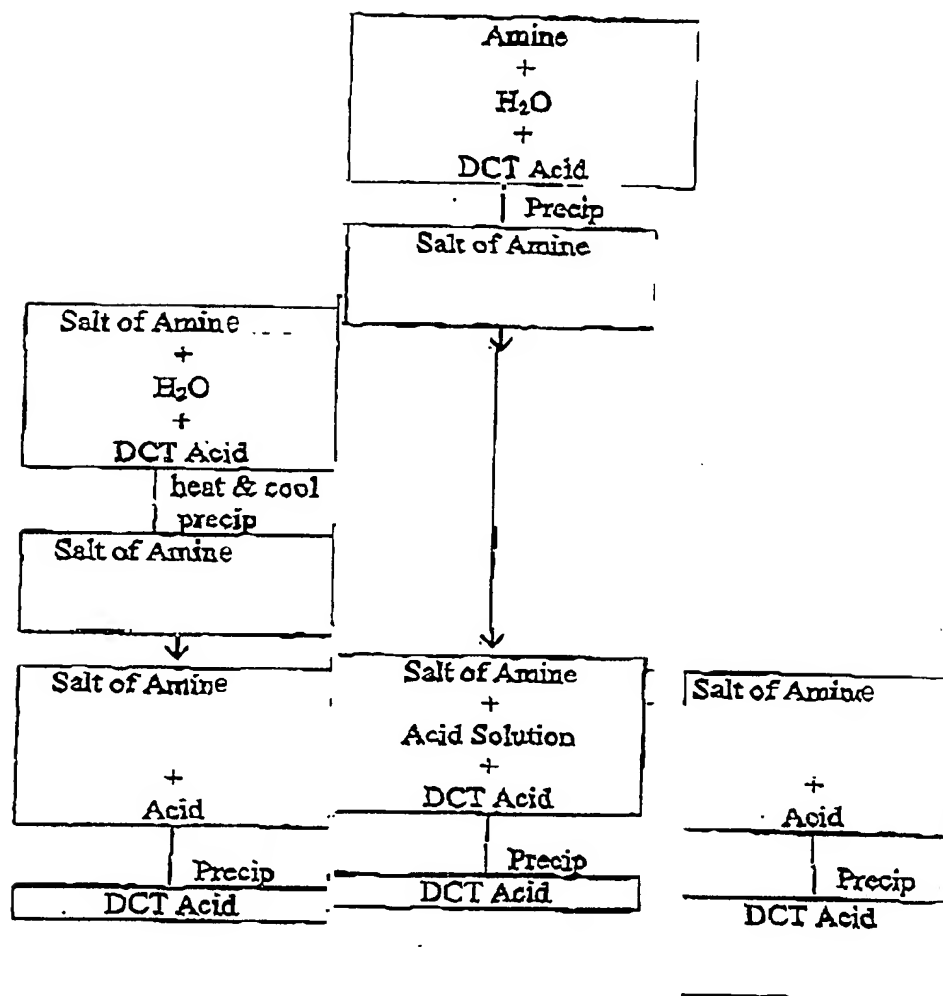 Amine
+
H₂O
+
DCT Acid
Precip
Salt of Amine
Salt of Amine
+
H₂O
+
DCT Acid
heat & cool
precip
Salt of Amine
Salt of Amine
+
Acid
Precip
DCT Acid
Salt of Amine
+
Acid Solution
+
DCT Acid
Precip
DCT Acid
Salt of Amine
+
Acid
Precip
DCT Acid